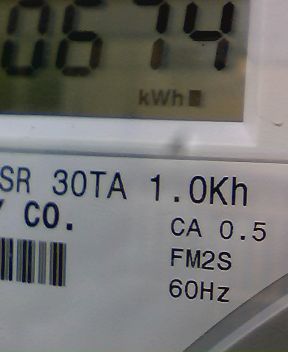 0674
kWh
SR 30TA 1.0Kh
Y CO.
CA 0.5
FM2S
60Hz